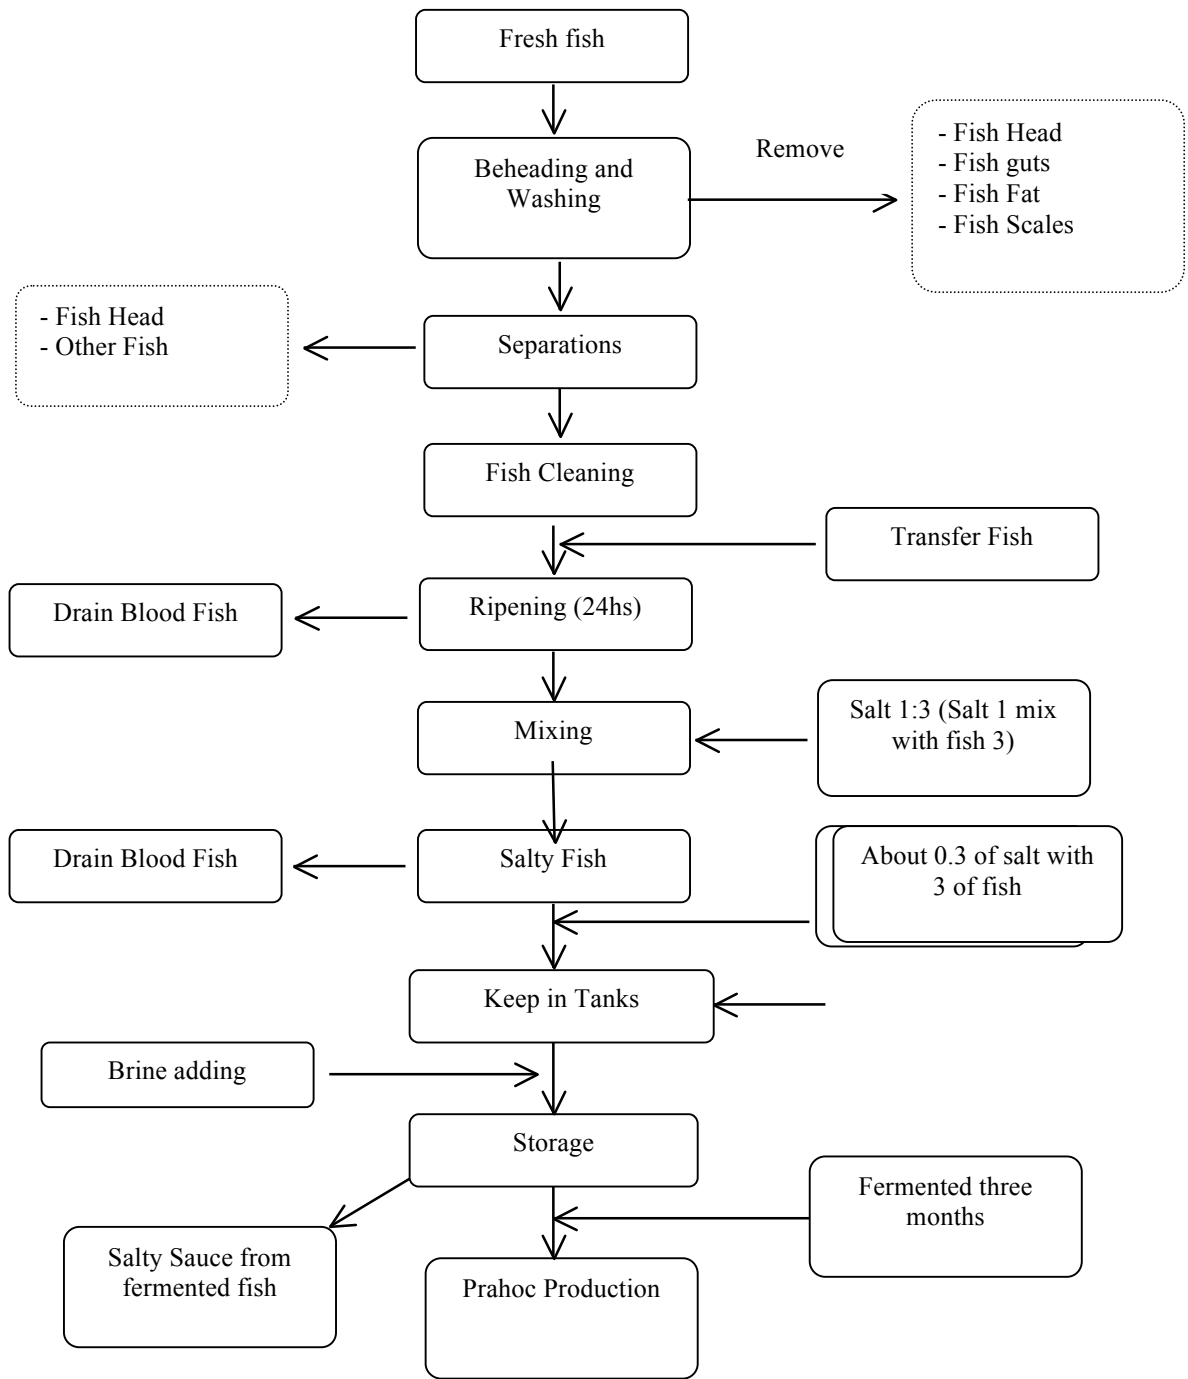 Fresh fish
Beheading and
Washing
Remove
- Fish Head
- Fish guts
- Fish Fat
- Fish Scales
- Fish Head
- Other Fish
Separations
Fish Cleaning
Transfer Fish
Drain Blood Fish
Ripening (24hs)
Mixing
Salt 1:3 (Salt 1 mix
with fish 3)
Drain Blood Fish
Salty Fish
About 0.3 of salt with
3 of fish
Keep in Tanks
Brine adding
Storage
Fermented three
months
Salty Sauce from
fermented fish
Prahoc Production